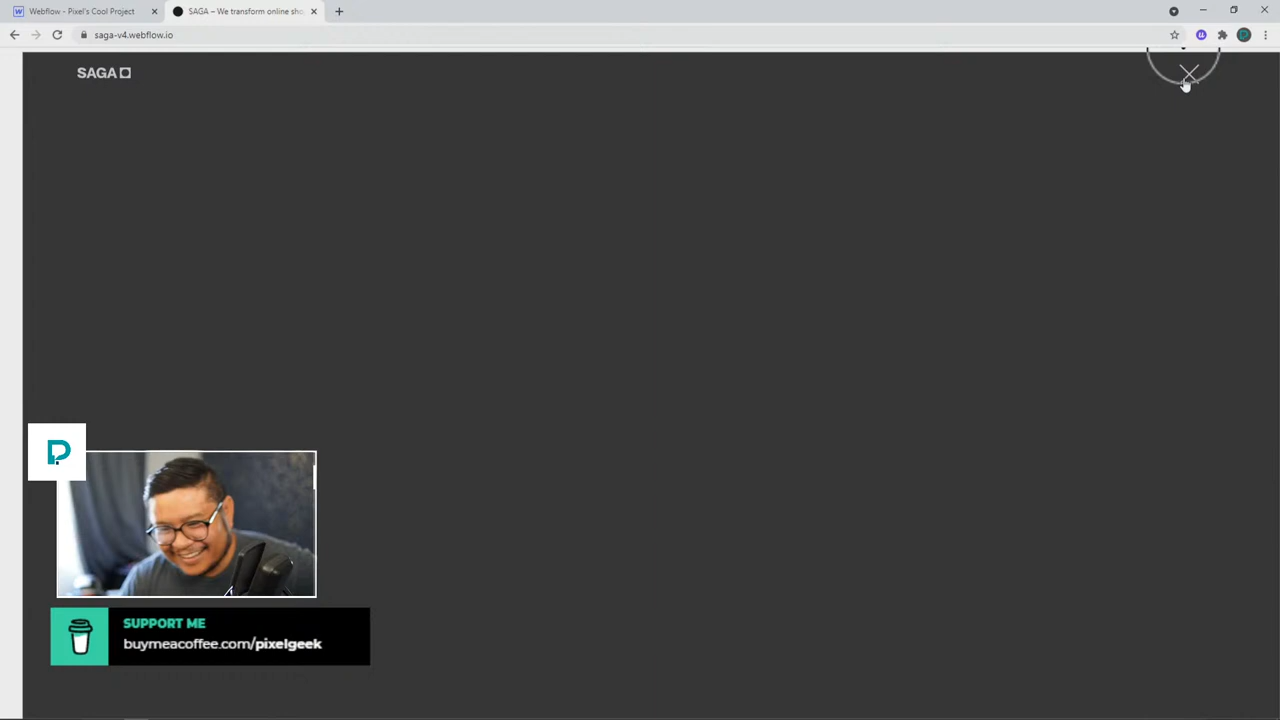 Webflow - Pixel's Cool Project
SAGA – We transform online sho
saga-v4.webflow.io
SAGA
SUPPORT ME
buymeacoffee.com/pixelgeek